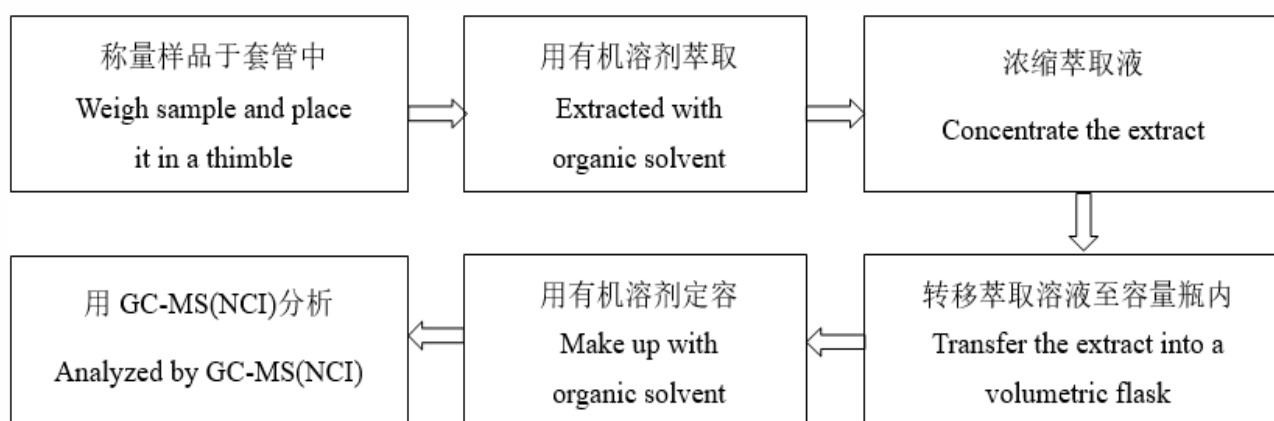 称量样品于套管中
Weigh sample and place
it in a thimble
用有机溶剂萃取
Extracted with
organic solvent
浓缩萃取液
Concentrate the extract
转移萃取溶液至容量瓶内
Transfer the extract into a
volumetric flask
用有机溶剂定容
Make up with
organic solvent
用 GC-MS(NCI)分析
Analyzed by GC-MS(NCI)